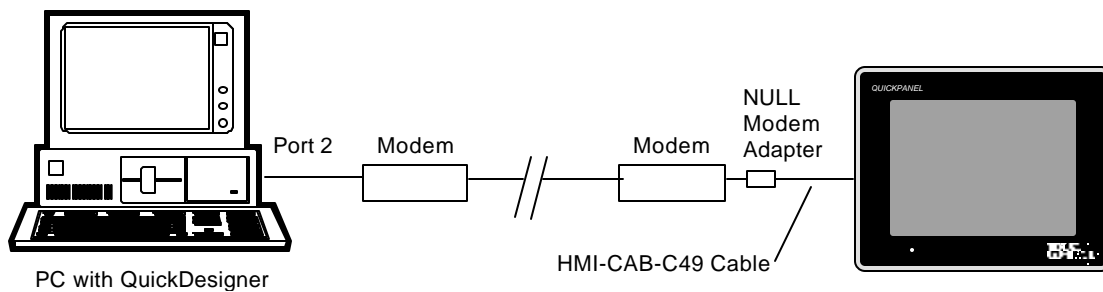 QUICKPANEL
NULL
Modem
Adapter
Port 2
Modem
Modem
HMI-CAB-C49 Cable
PC with QuickDesigner